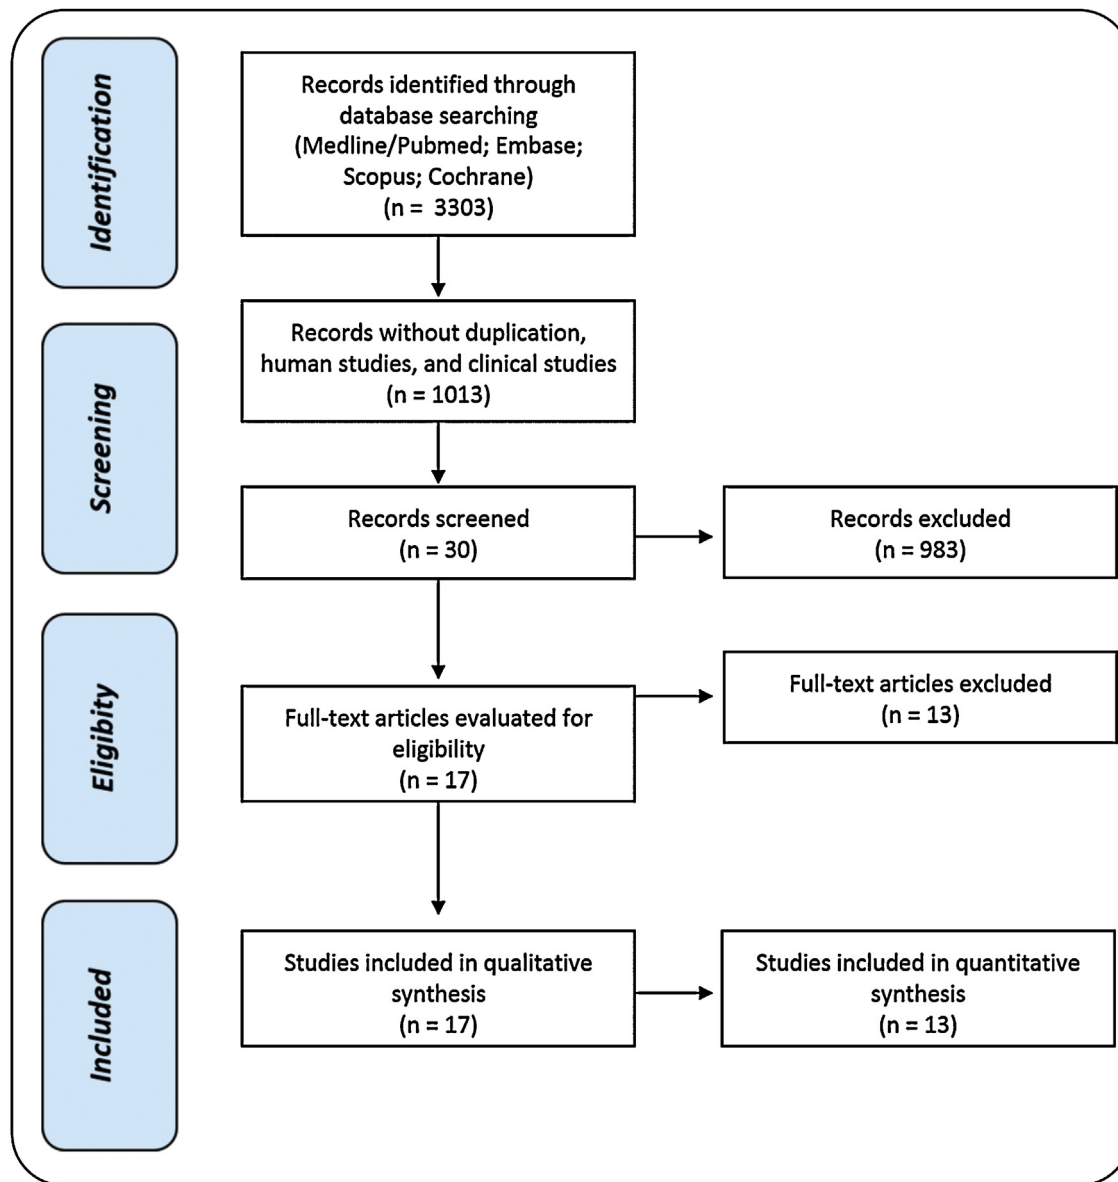 Identification
Records identified through
database searching
(Medline/Pubmed; Embase;
Scopus; Cochrane)
(n =  3303)
Screening
Records without duplication,
human studies, and clinical studies
(n = 1013)
Records screened
(n = 30)
Records excluded
(n = 983)
Eligibity
Full-text articles evaluated for
eligibility
(n = 17)
Full-text articles excluded
(n = 13)
Included
Studies included in qualitative
synthesis
(n = 17)
Studies included in quantitative
synthesis
(n = 13)